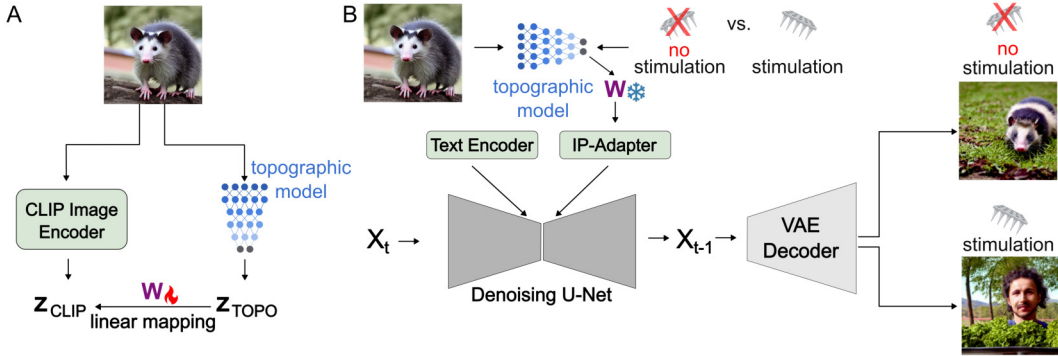 A
topographic
model
CLIP Image
Encoder
W
z_CLIP
linear mapping
z_TOPO
B
topographic
model
no
stimulation
vs.
stimulation
W
Text Encoder
IP-Adapter
X_t
Denoising U-Net
X_t-1
VAE
Decoder
no
stimulation
stimulation